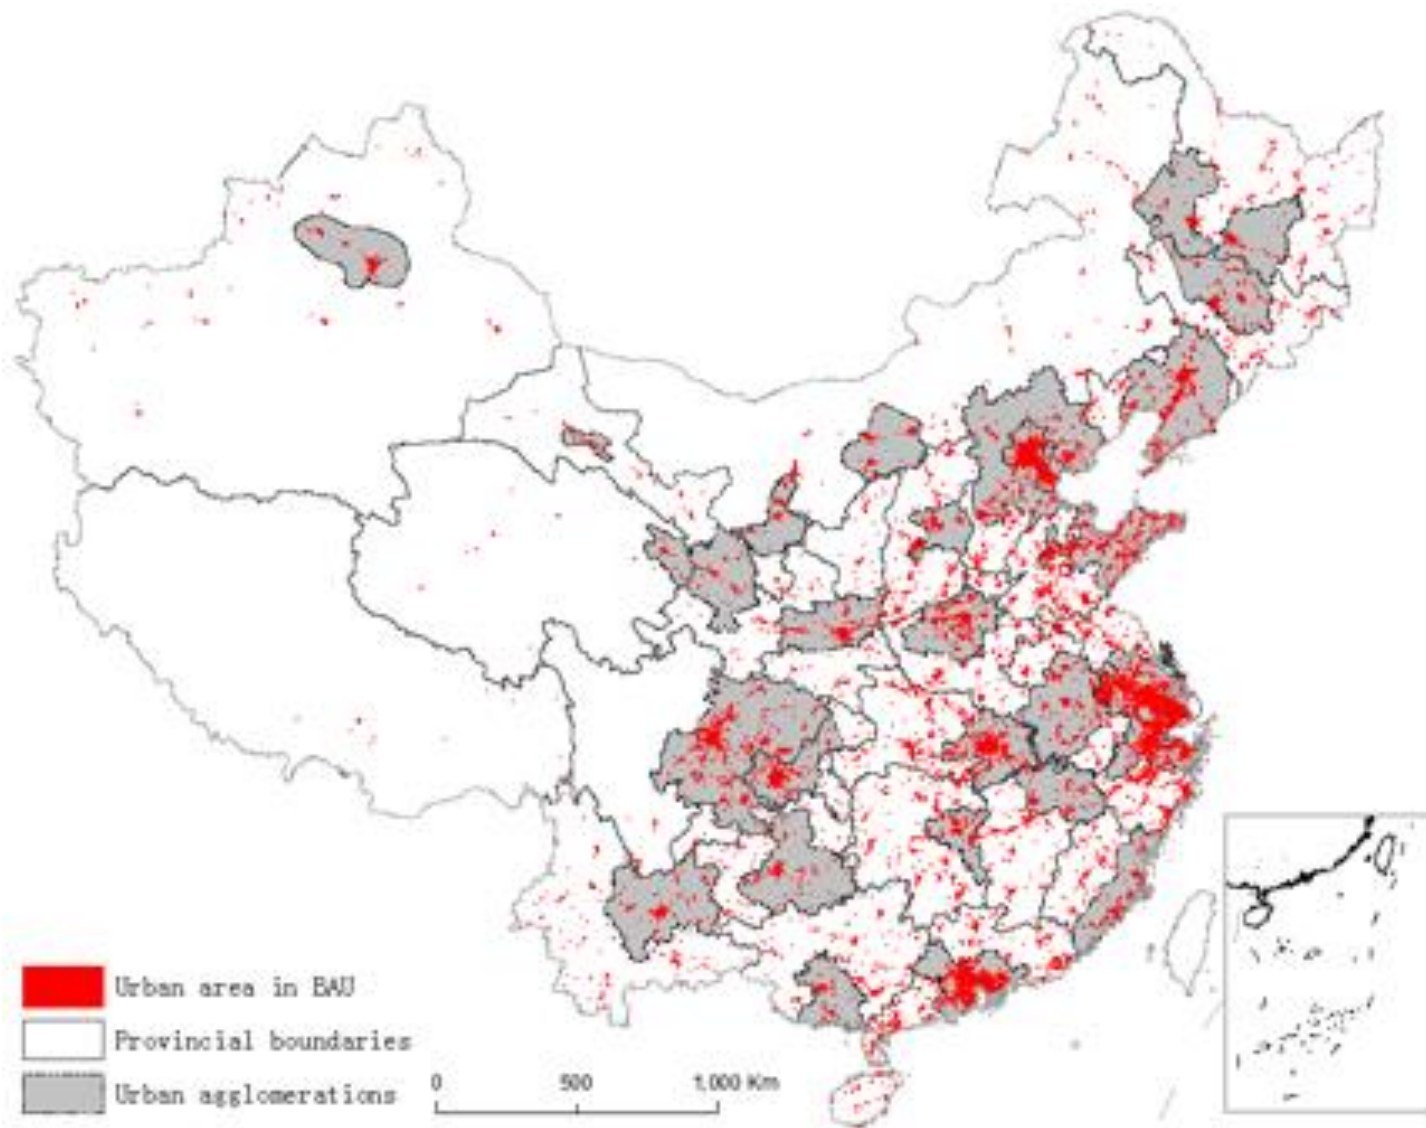 Urban area in BAU
Provincial boundaries
Urban agglomerations
0 500 1,000 Km